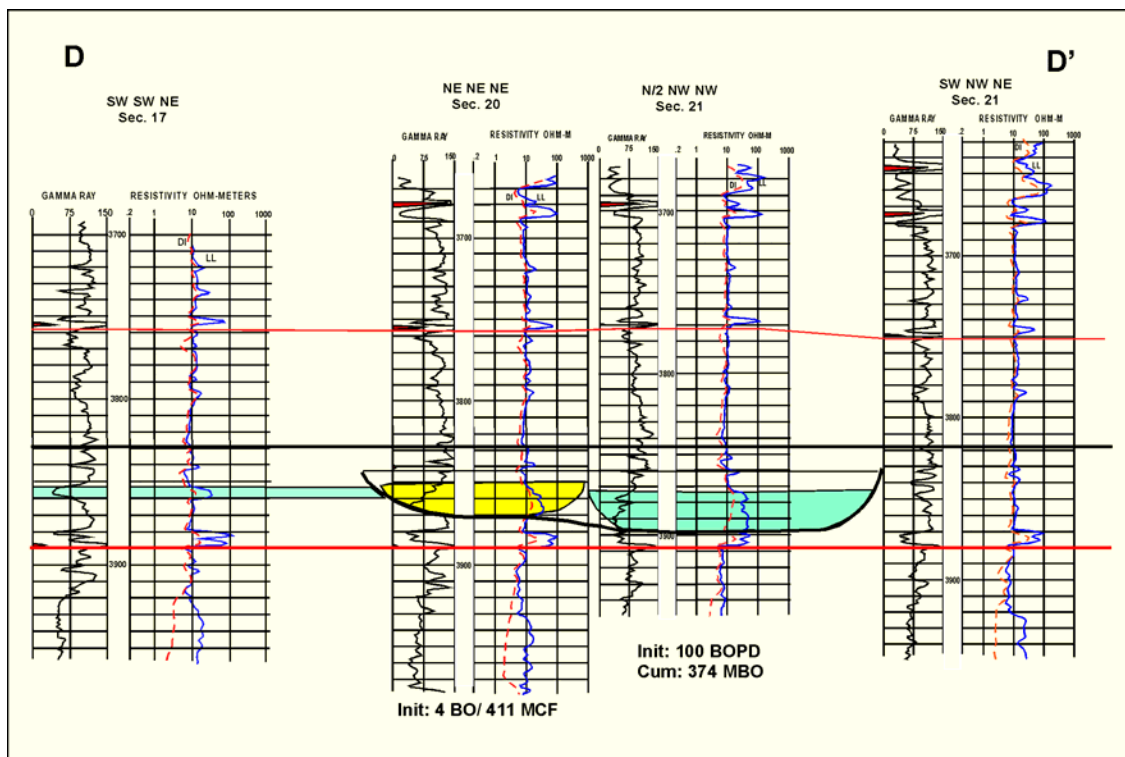 D
D'
SW SW NE
Sec. 17
NE NE NE
Sec. 20
N/2 NW NW
Sec. 21
SW NW NE
Sec. 21
GAMMA RAY
RESISTIVITY OHM-METERS
0 75 150
.2 1 10 100 1000
DI
LL
3700
3800
3900
GAMMA RAY
RESISTIVITY OHM-M
0 75 150
.2 1 10 100 1000
DI
LL
3700
3800
3900
Init: 4 BO/ 411 MCF
GAMMA RAY
RESISTIVITY OHM-M
0 75 150
.2 1 10 100 1000
DI
LL
3700
3800
3900
Init: 100 BOPD
Cum: 374 MBO
GAMMA RAY
RESISTIVITY OHM-M
0 75 150
.2 1 10 100 1000
DI
LL
3700
3800
3900